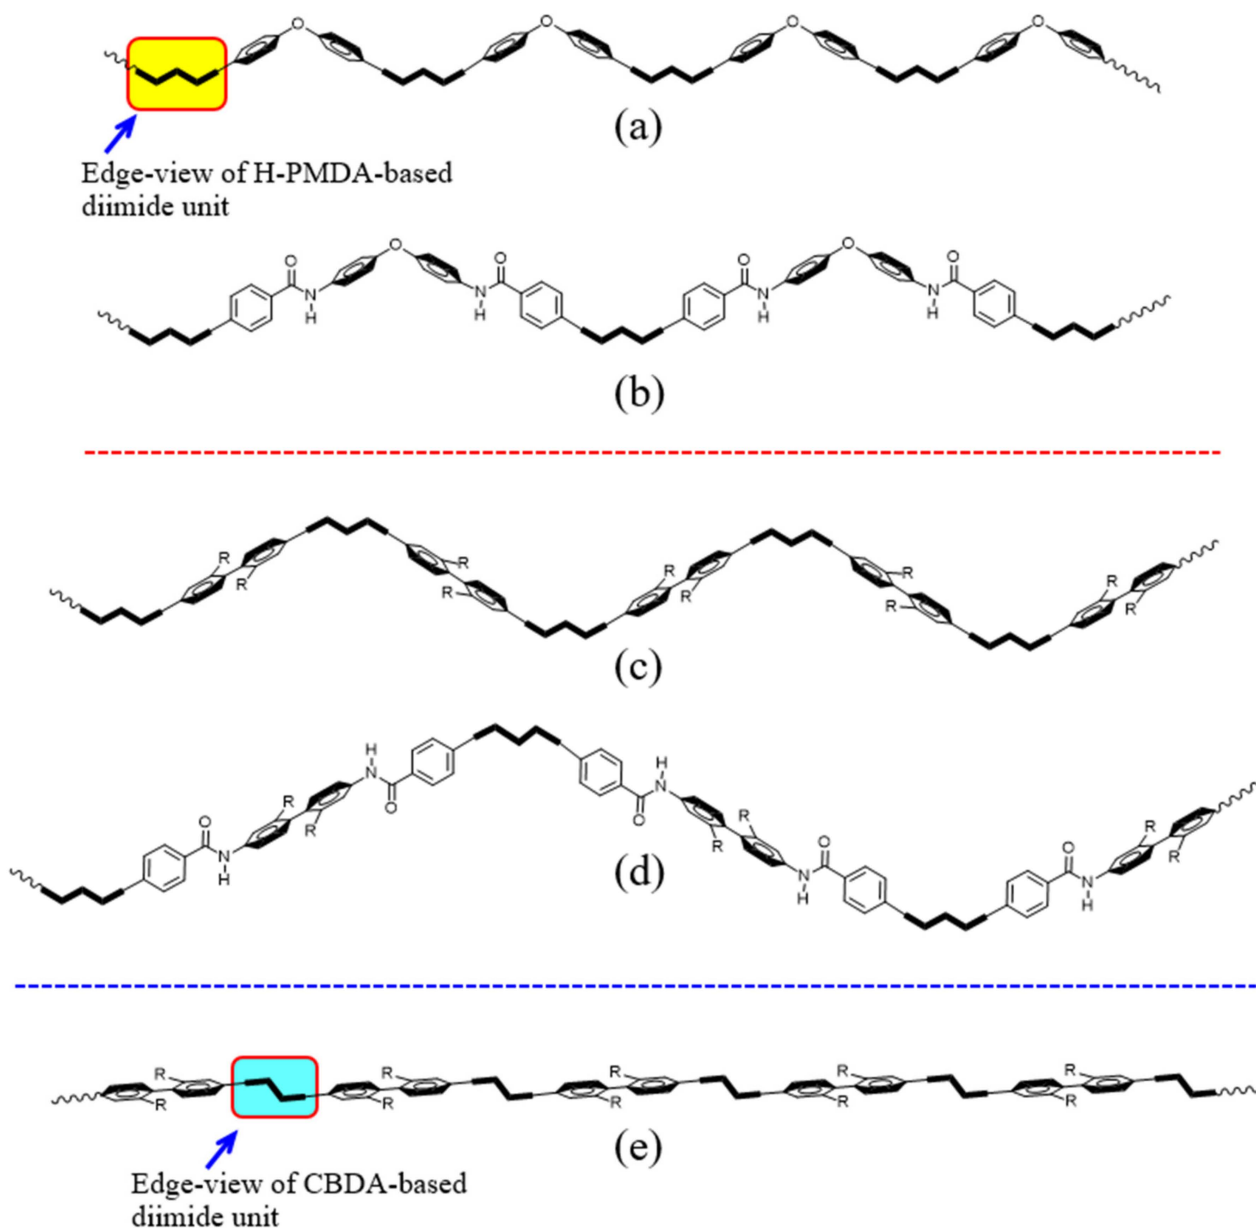 O O O O
(a)
Edge-view of H-PMDA-based
diimide unit
O O O O O O
N H N H N H N H
(b)
R R R R R R R R R R
(c)
H N O H N O
R R R R R R
O N H O N H O N H
(d)
R R R R R R R R R R
(e)
Edge-view of CBDA-based
diimide unit